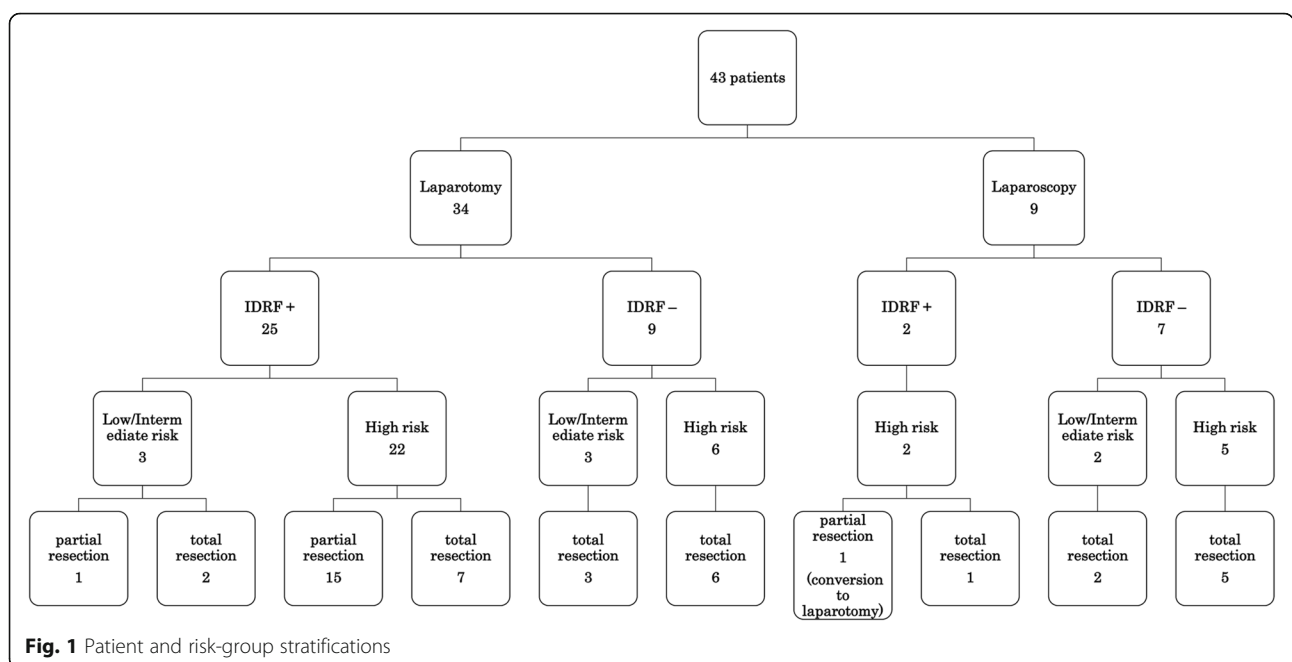 43 patients
Laparotomy
34
Laparoscopy
9
IDRF +
25
IDRF –
9
IDRF +
2
IDRF –
7
Low/Interm
ediate risk
3
High risk
22
Low/Interm
ediate risk
3
High risk
6
High risk
2
Low/Interm
ediate risk
2
High risk
5
partial
resection
1
total
resection
2
partial
resection
15
total
resection
7
total
resection
3
total
resection
6
partial
resection
1
(conversion
to
laparotomy)
total
resection
1
total
resection
2
total
resection
5
Fig. 1 Patient and risk-group stratifications